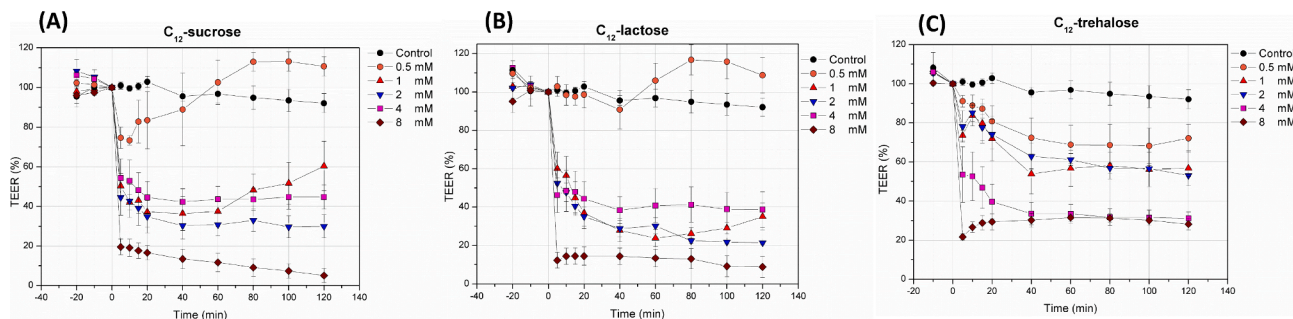 (A)
C12-sucrose
TEER (%)
120
100
80
60
40
20
0
-40 -20 0 20 40 60 80 100 120 140
Time (min)
Control
0.5 mM
1 mM
2 mM
4 mM
8 mM
(B)
C12-lactose
TEER (%)
120
100
80
60
40
20
0
-40 -20 0 20 40 60 80 100 120 140
Time (min)
Control
0.5 mM
1 mM
2 mM
4 mM
8 mM
(C)
C12-trehalose
TEER (%)
120
100
80
60
40
20
0
-20 0 20 40 60 80 100 120 140
Time (min)
Control
0.5 mM
1 mM
2 mM
4 mM
8 mM